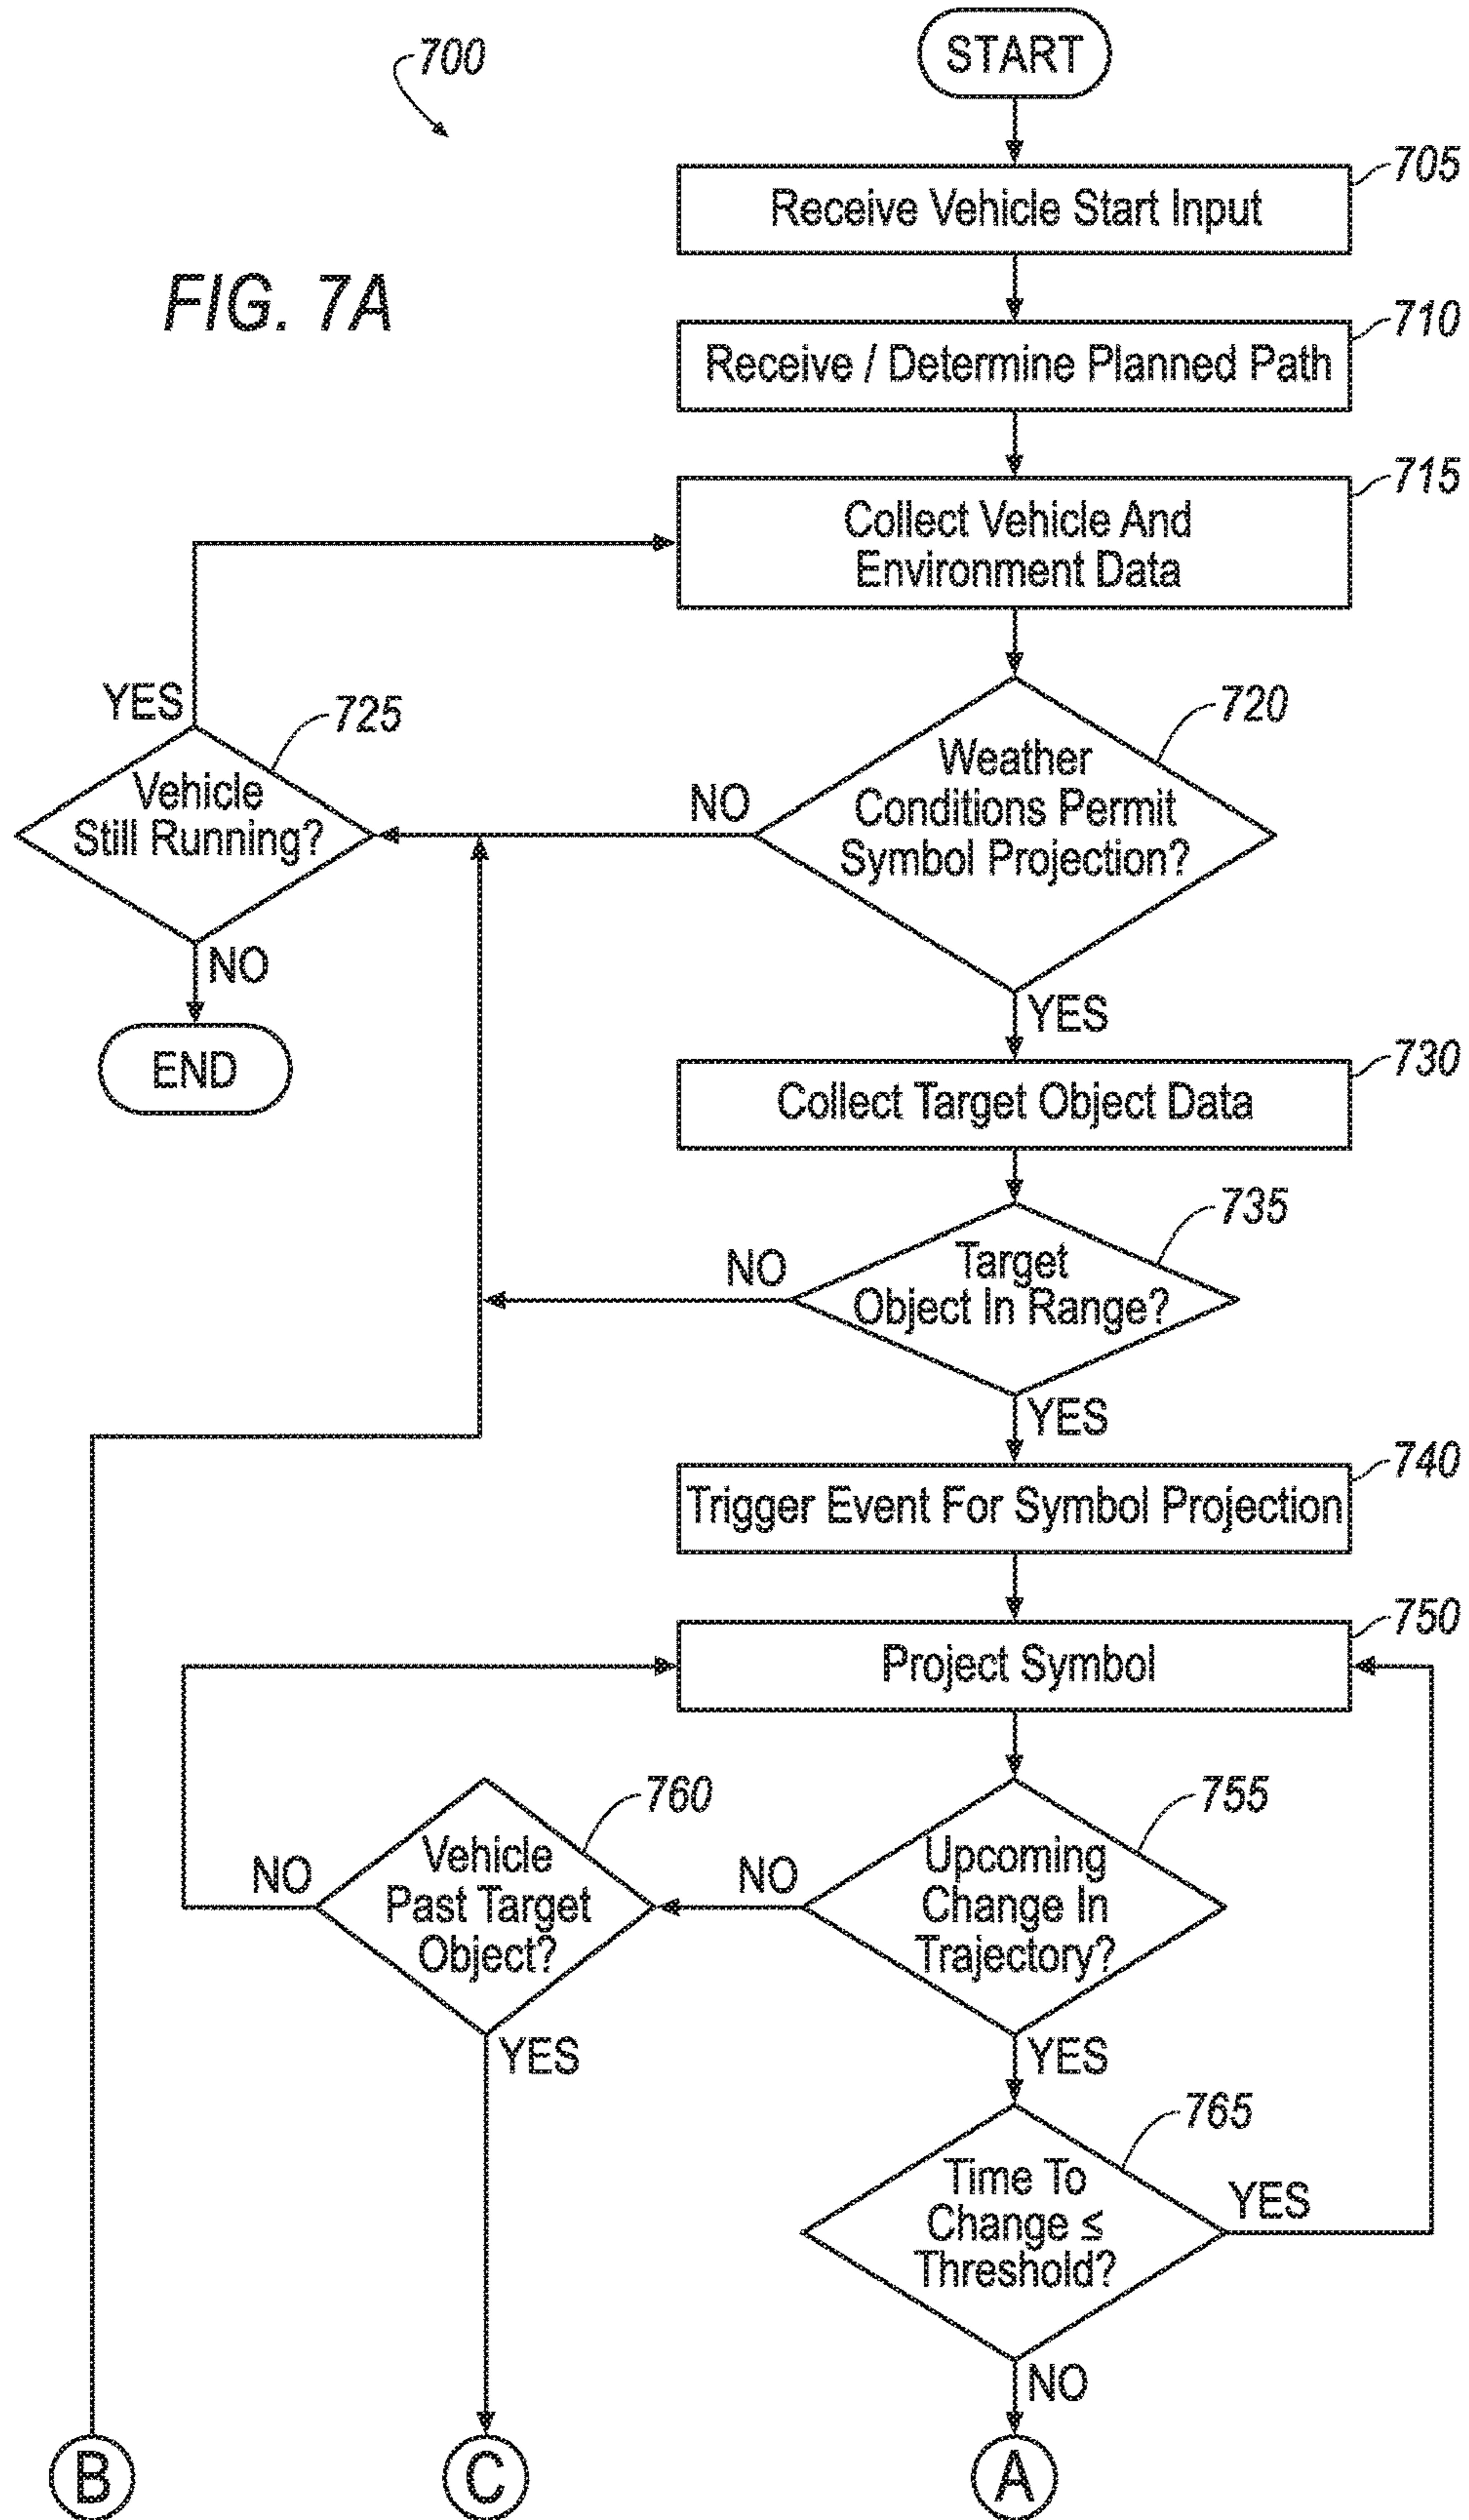 700
START
705
Receive Vehicle Start Input
FIG. 7A
710
Receive / Determine Planned Path
715
Collect Vehicle And
Environment Data
YES
725
Vehicle
Still Running?
NO
END
720
Weather
Conditions Permit
Symbol Projection?
NO
YES
730
Collect Target Object Data
735
Target
Object In Range?
NO
YES
740
Trigger Event For Symbol Projection
750
Project Symbol
755
Upcoming
Change In
Trajectory?
NO
YES
760
Vehicle
Past Target
Object?
NO
YES
765
Time To
Change ≤
Threshold?
YES
NO
B
C
A